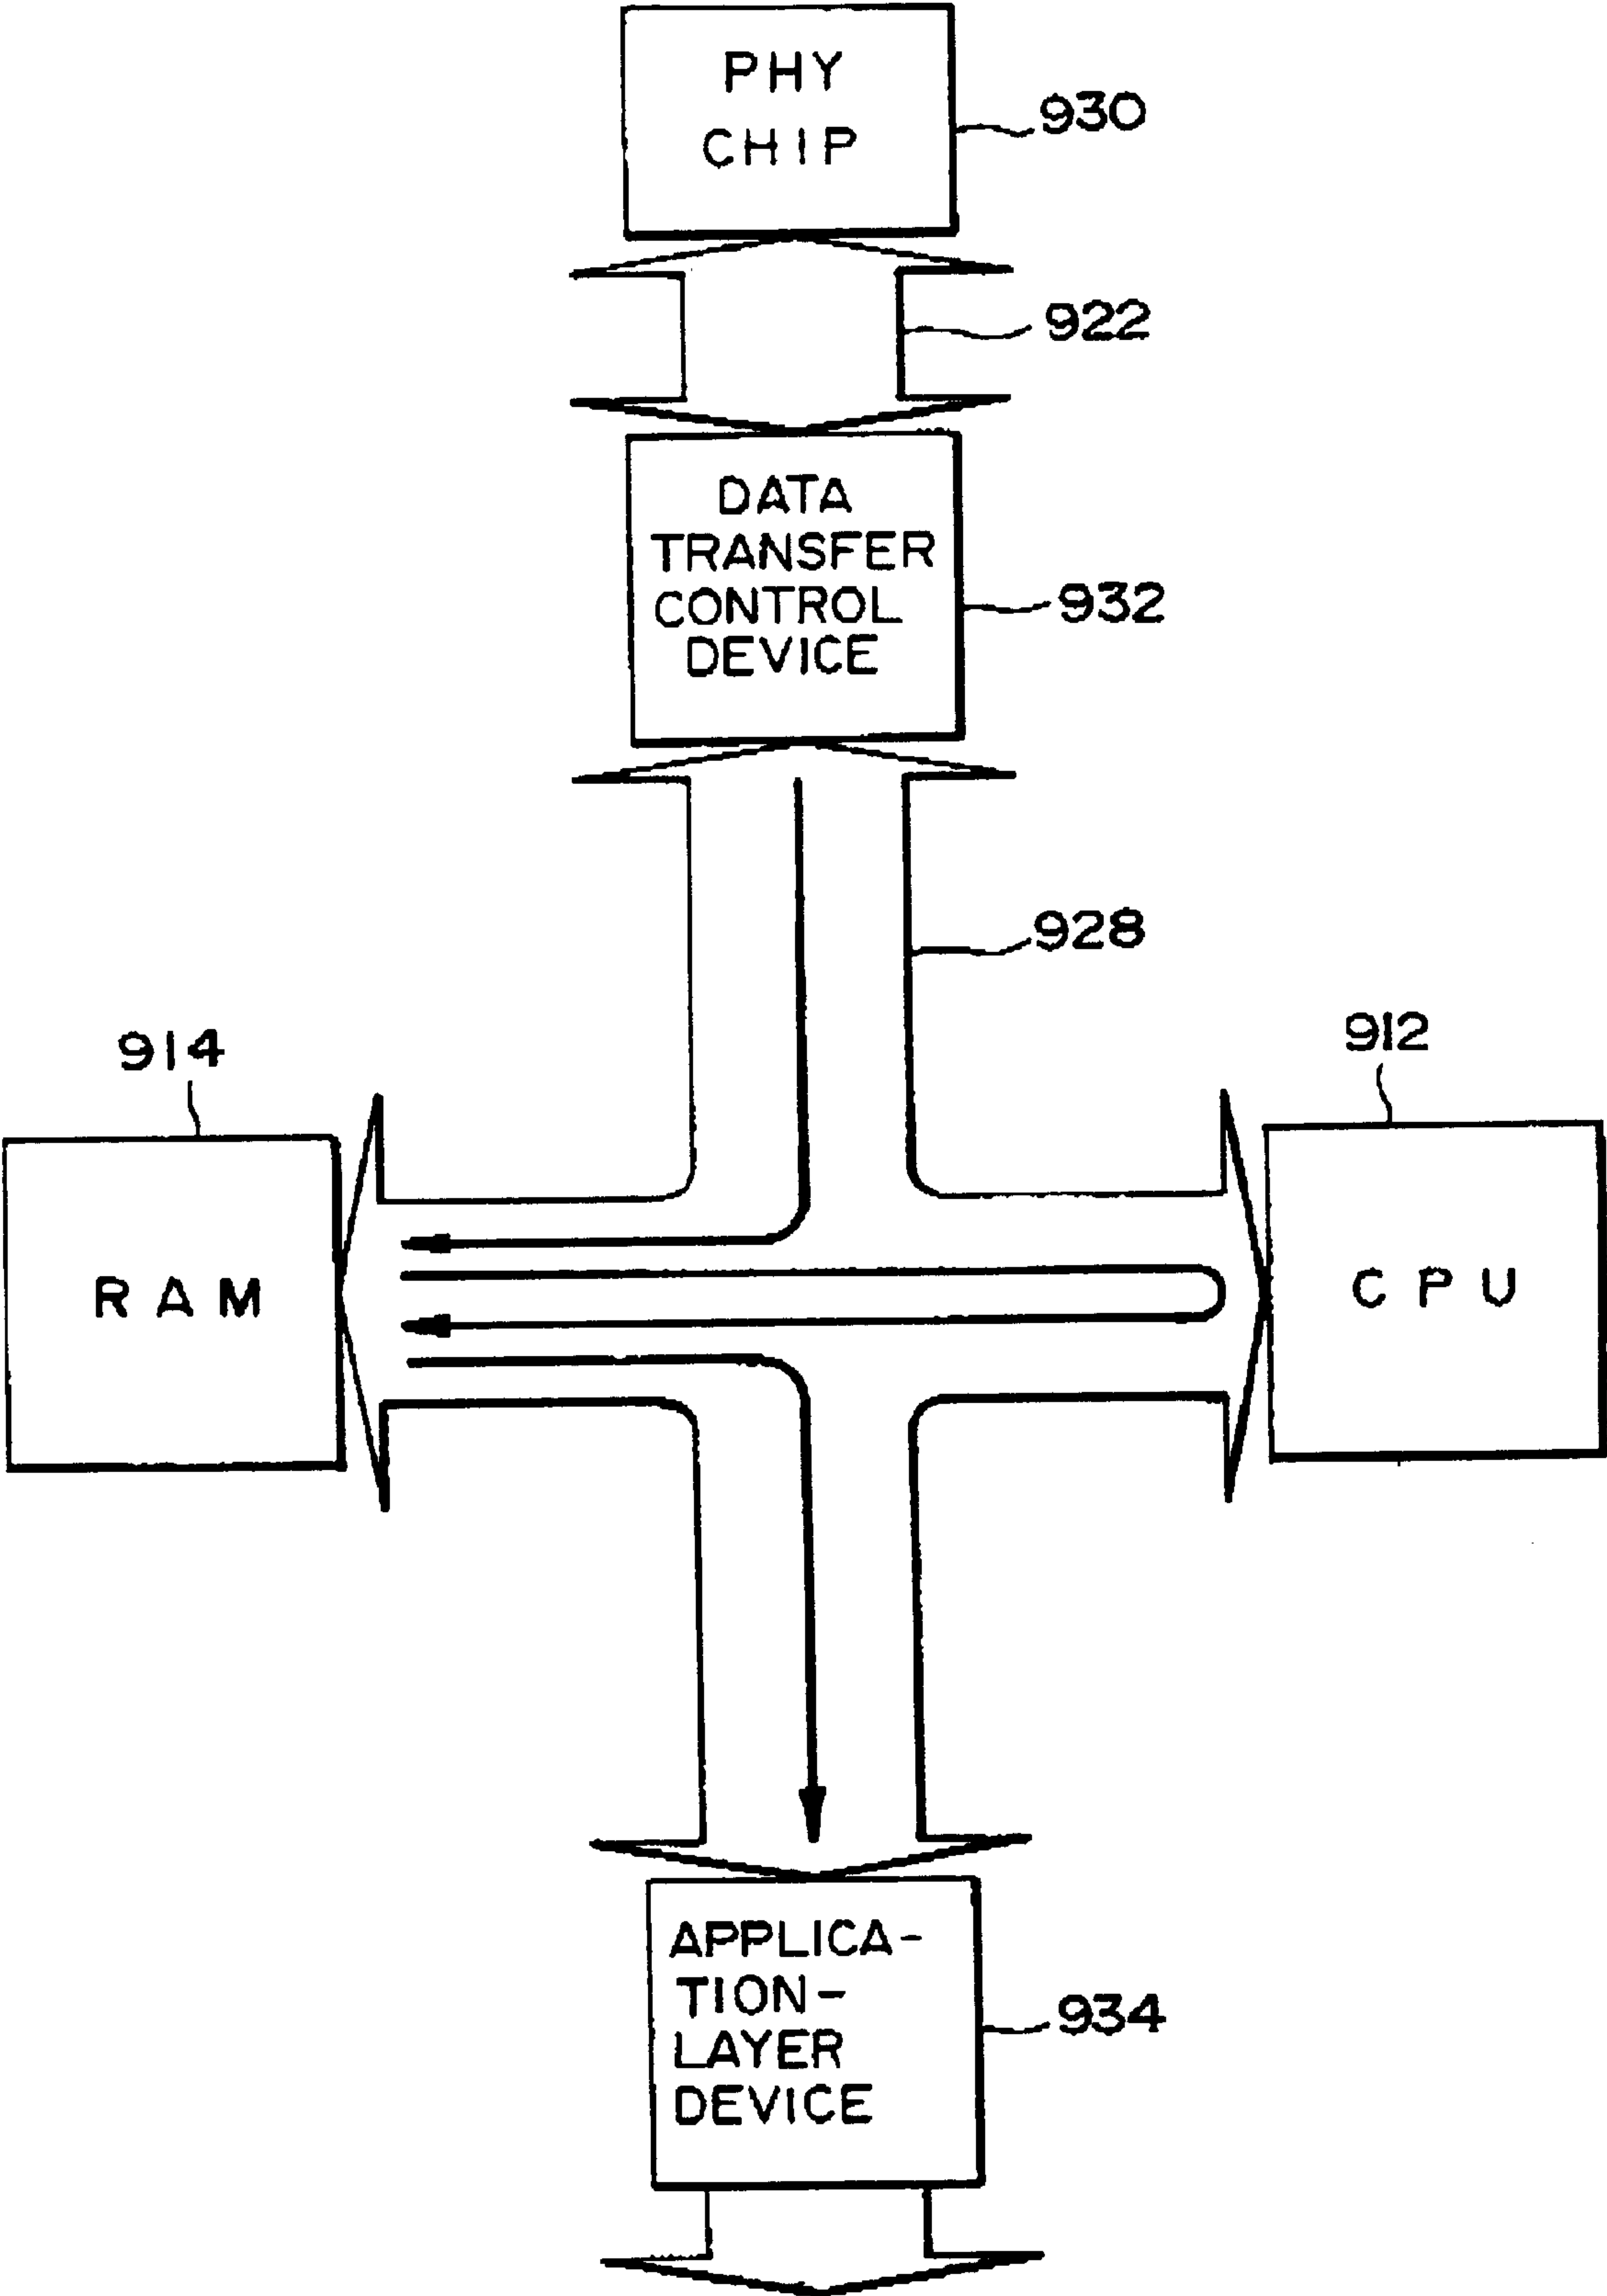 PHY
CHIP
930
922
DATA
TRANSFER
CONTROL
DEVICE
932
928
914
912
RAM
CPU
APPLICA-
TION-
LAYER
DEVICE
934